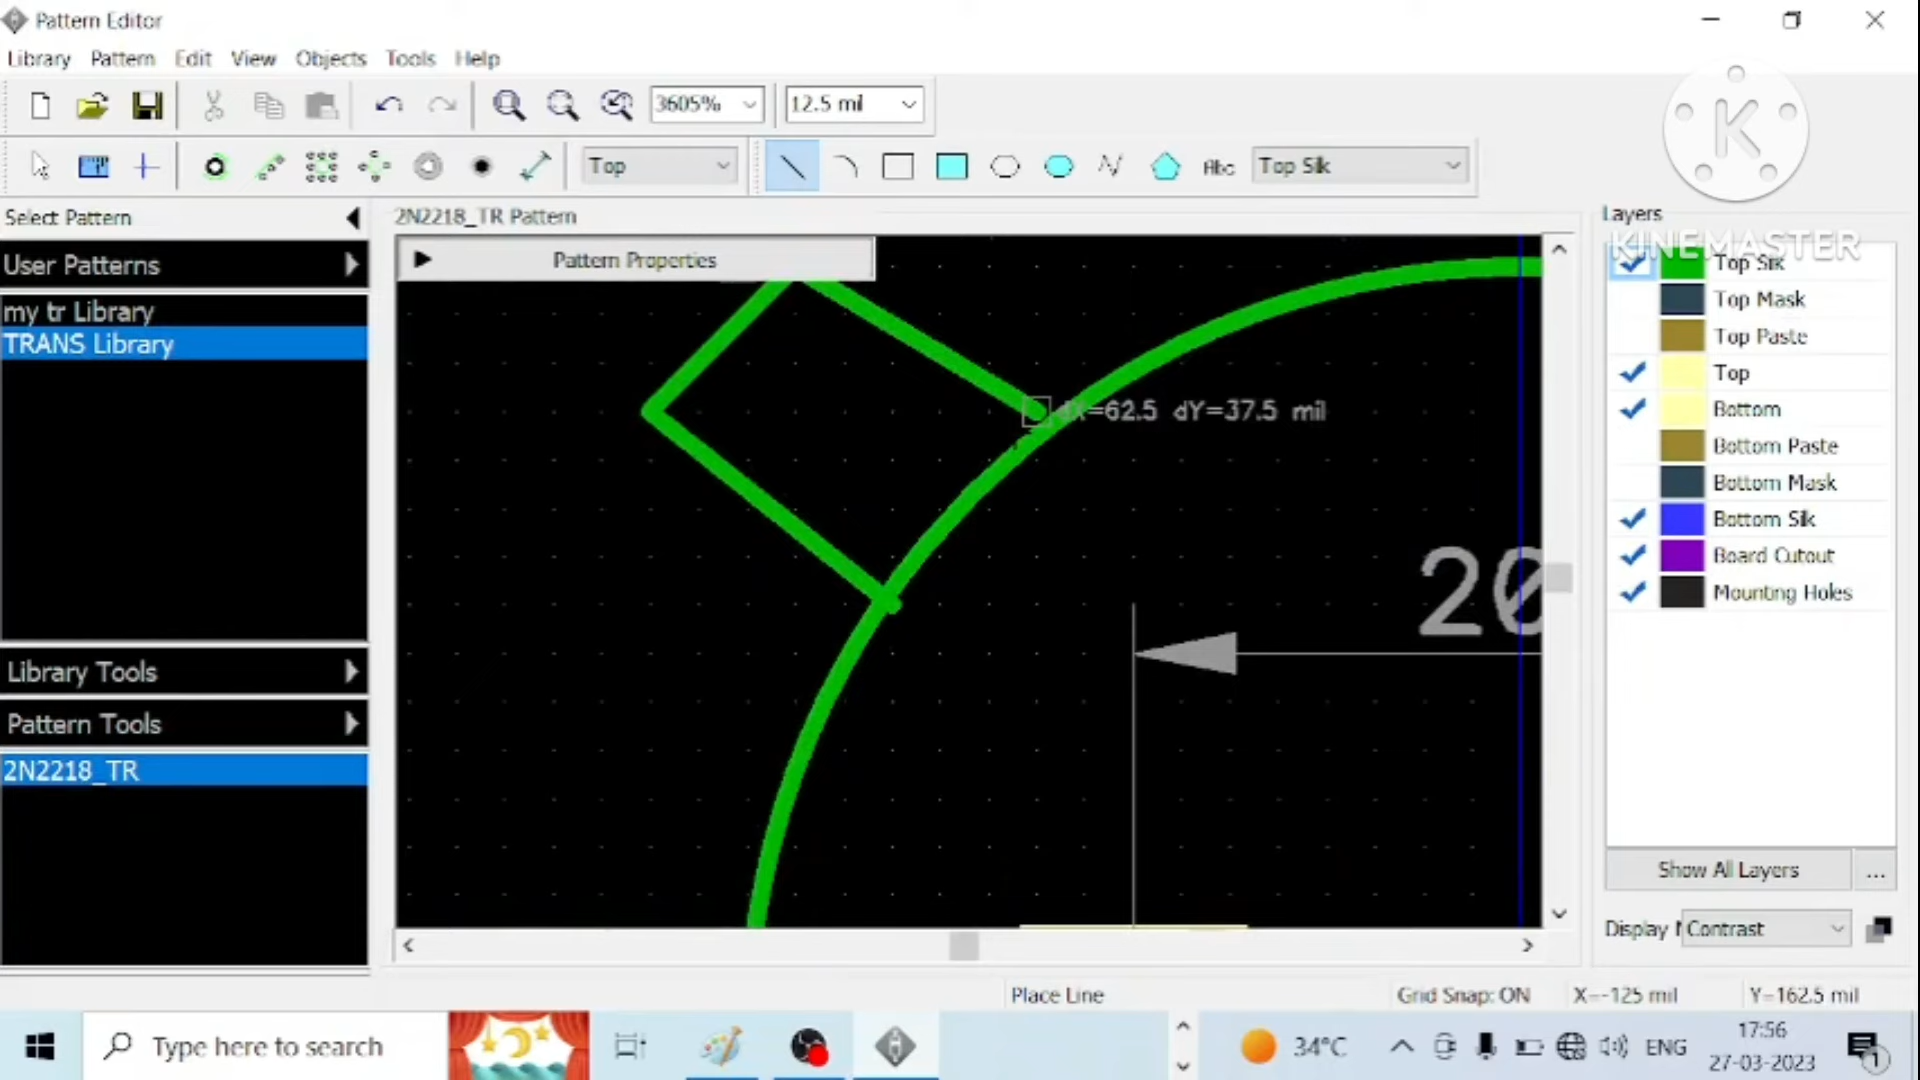 Pattern Editor
Library Pattern Edit View Objects Tools Help
3605% 12.5 mil
Top Abc Top Silk
K
KINEMASTER
Select Pattern
2N2218_TR Pattern
Layers
User Patterns
Pattern Properties
my tr Library
TRANS Library
Library Tools
Pattern Tools
2N2218_TR
dX=62.5 dY=37.5 mil
20
Top Silk
Top Mask
Top Paste
Top
Bottom
Bottom Paste
Bottom Mask
Bottom Silk
Board Cutout
Mounting Holes
Show All Layers ...
Display M Contrast
Place Line Grid Snap: ON X=-125 mil Y=162.5 mil
Type here to search
34°C ENG
17:56
27-03-2023
1